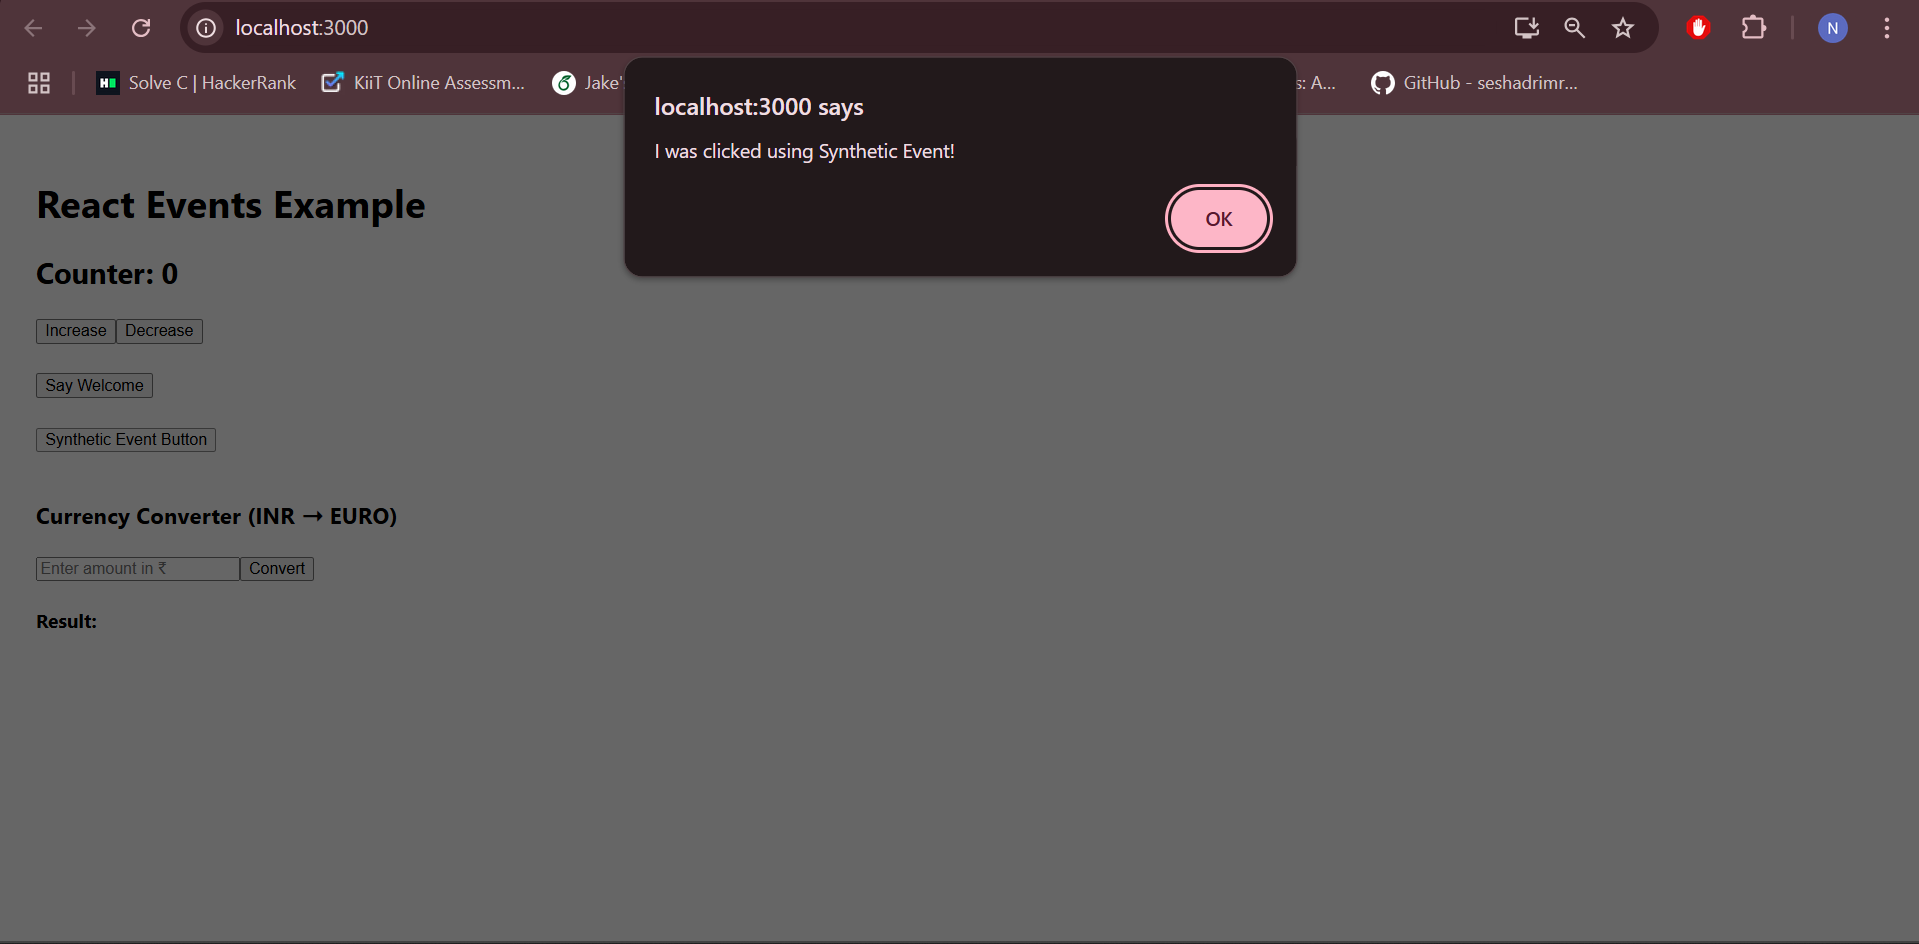 localhost:3000
N
Solve C | HackerRank
KiiT Online Assessm...
Jake'
s: A...
GitHub - seshadrimr...
localhost:3000 says
I was clicked using Synthetic Event!
OK
React Events Example
Counter: 0
Increase
Decrease
Say Welcome
Synthetic Event Button
Currency Converter (INR → EURO)
Enter amount in ₹
Convert
Result: